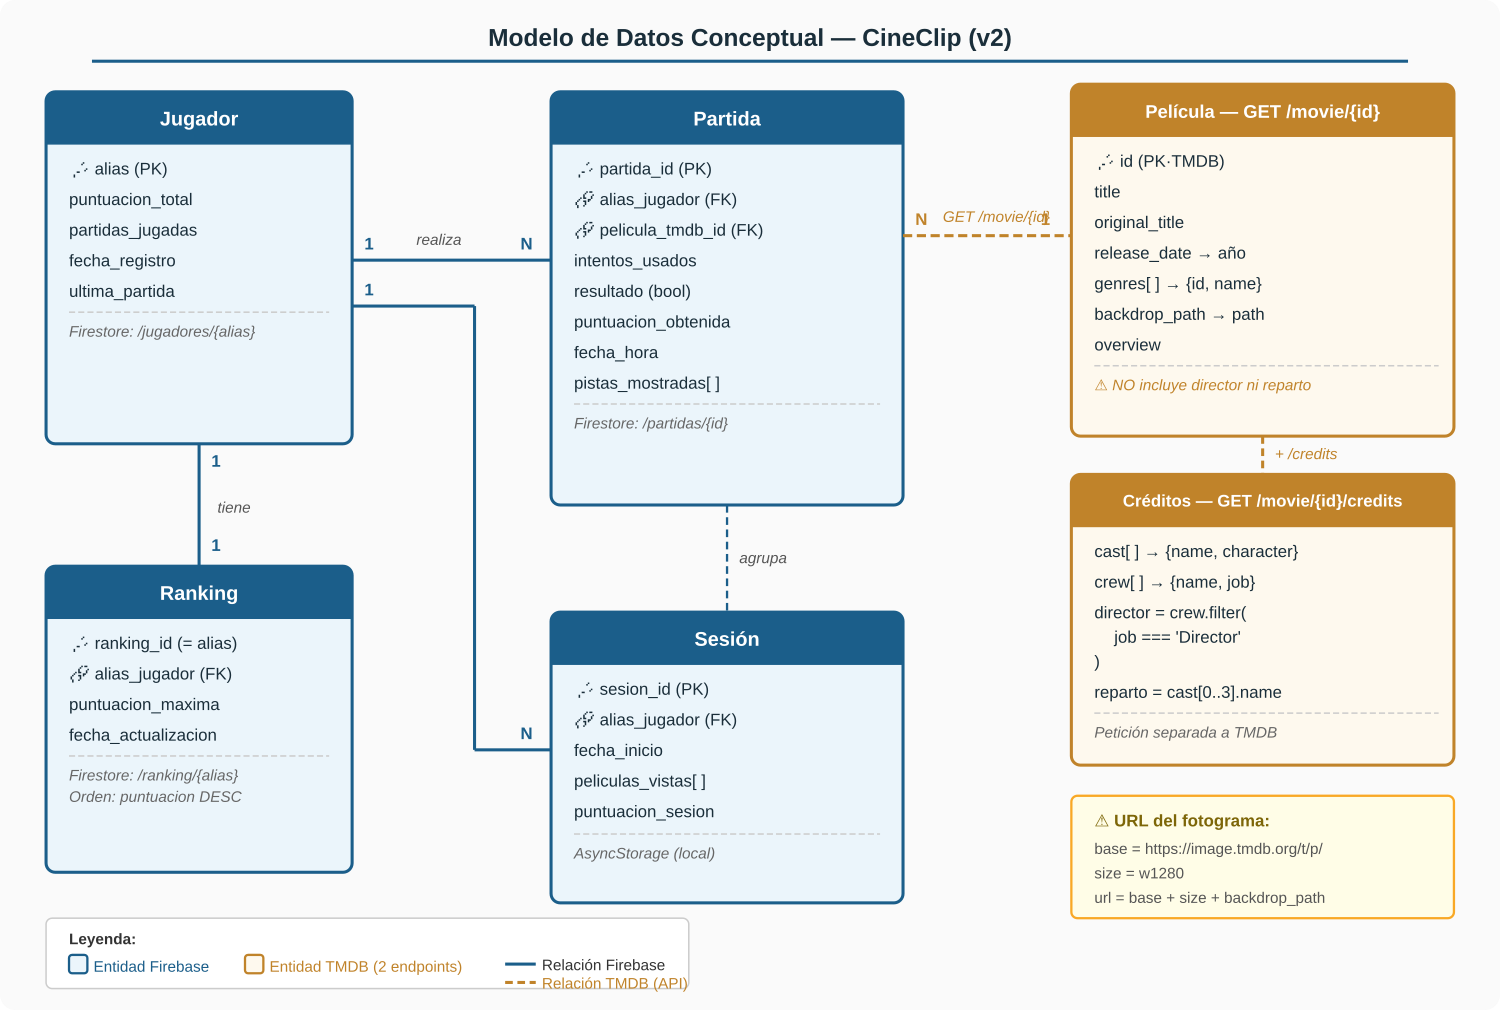 Modelo de Datos Conceptual — CineClip (v2)
Jugador
alias (PK)
puntuacion_total
partidas_jugadas
fecha_registro
ultima_partida
Firestore: /jugadores/{alias}
1
realiza
N
1
Partida
partida_id (PK)
alias_jugador (FK)
pelicula_tmdb_id (FK)
intentos_usados
resultado (bool)
puntuacion_obtenida
fecha_hora
pistas_mostradas[ ]
Firestore: /partidas/{id}
N
GET /movie/{id}
1
Película — GET /movie/{id}
id (PK·TMDB)
title
original_title
release_date → año
genres[ ] → {id, name}
backdrop_path → path
overview
⚠ NO incluye director ni reparto
+ /credits
Créditos — GET /movie/{id}/credits
cast[ ] → {name, character}
crew[ ] → {name, job}
director = crew.filter(
job === 'Director'
)
reparto = cast[0..3].name
Petición separada a TMDB
1
tiene
1
Ranking
ranking_id (= alias)
alias_jugador (FK)
puntuacion_maxima
fecha_actualizacion
Firestore: /ranking/{alias}
Orden: puntuacion DESC
agrupa
N
Sesión
sesion_id (PK)
alias_jugador (FK)
fecha_inicio
peliculas_vistas[ ]
puntuacion_sesion
AsyncStorage (local)
⚠ URL del fotograma:
base = https://image.tmdb.org/t/p/
size = w1280
url = base + size + backdrop_path
Leyenda:
Entidad Firebase
Entidad TMDB (2 endpoints)
Relación Firebase
Relación TMDB (API)